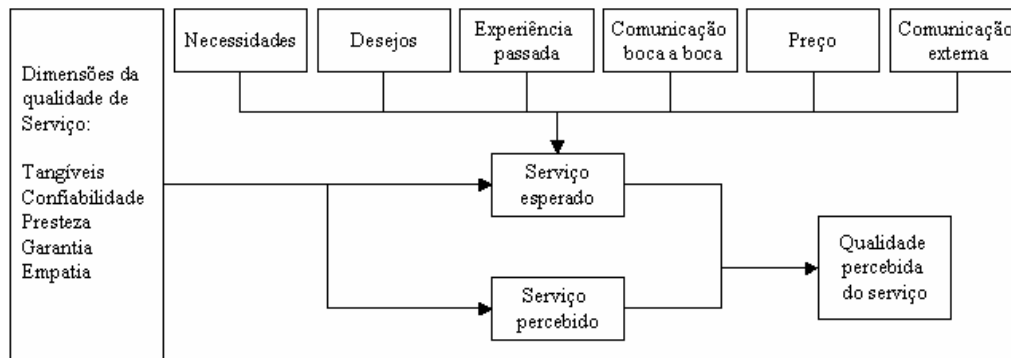 Dimensões da
qualidade de
Serviço:
Tangíveis
Confiabilidade
Presteza
Garantia
Empatia
Necessidades
Desejos
Experiência
passada
Comunicação
boca a boca
Preço
Comunicação
externa
Serviço
esperado
Serviço
percebido
Qualidade
percebida
do serviço